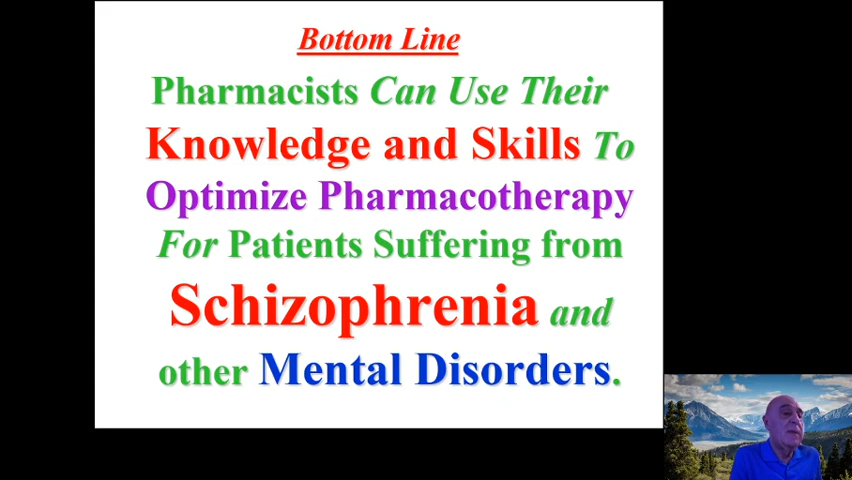 Bottom Line
Pharmacists Can Use Their
Knowledge and Skills To
Optimize Pharmacotherapy
For Patients Suffering from
Schizophrenia and
other Mental Disorders.